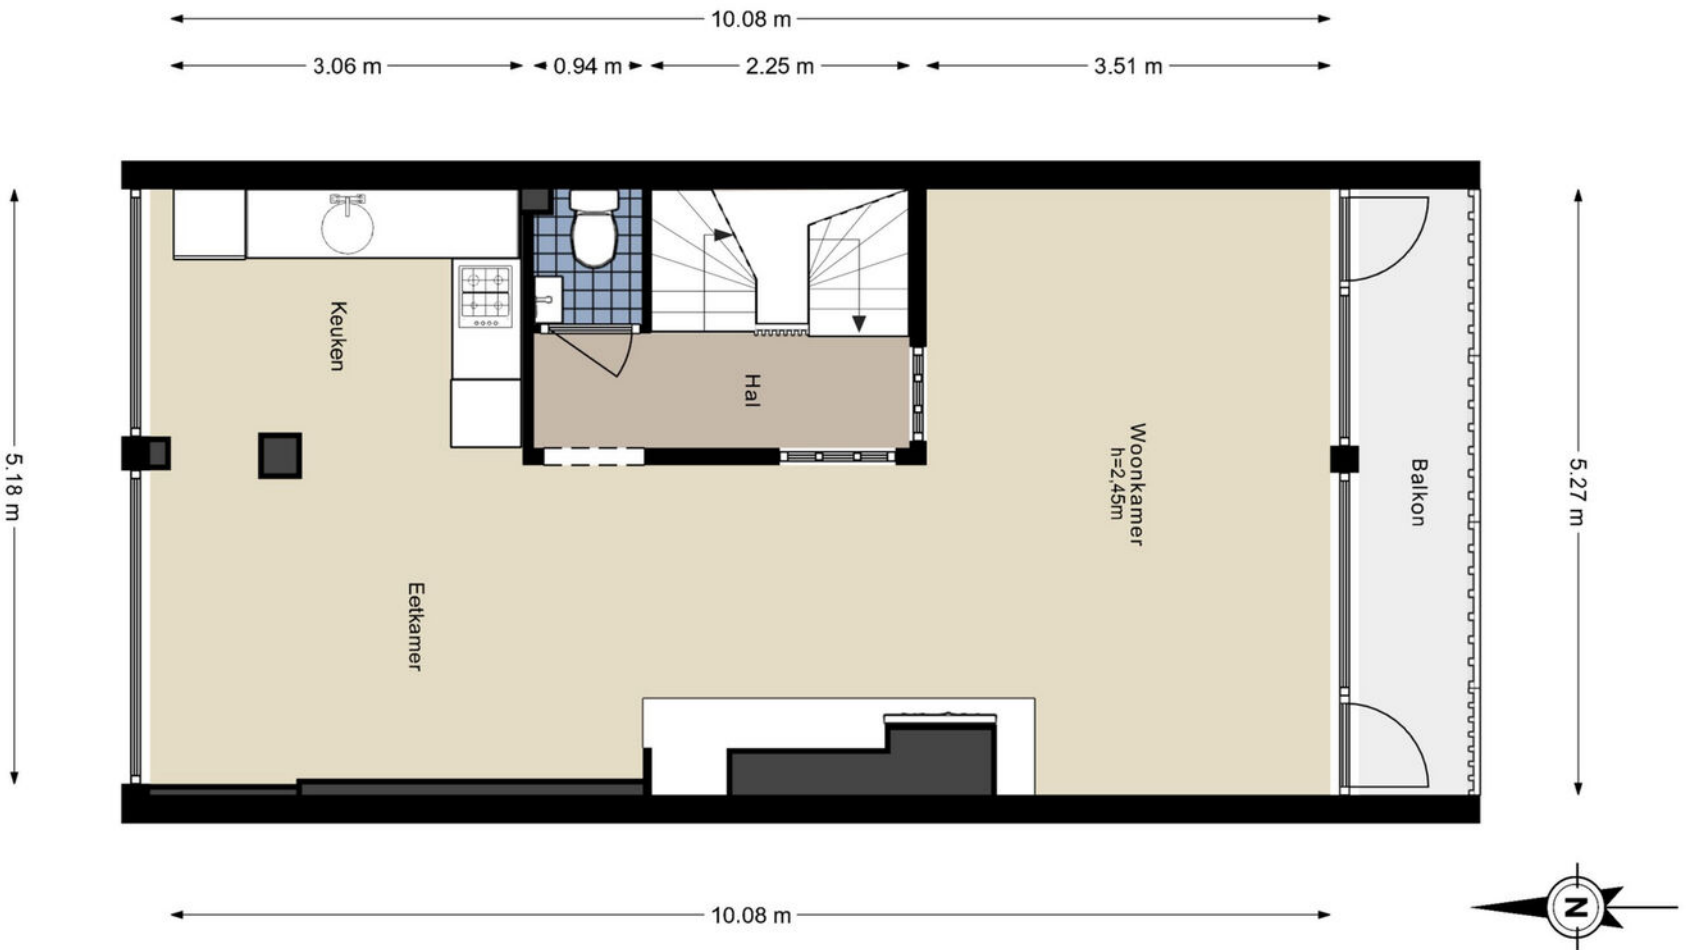 10.08 m
3.06 m
0.94 m
2.25 m
3.51 m
Keuken
Hal
Woonkamer
h=2,45m
Balkon
5.18 m
5.27 m
Eetkamer
10.08 m
N